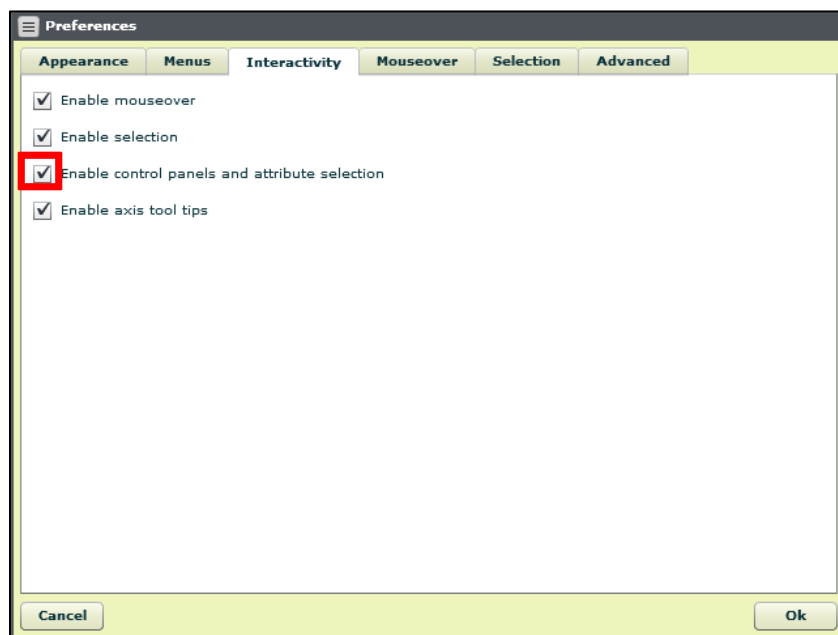 Preferences
Appearance Menus Interactivity Mouseover Selection Advanced
Enable mouseover
Enable selection
Enable control panels and attribute selection
Enable axis tool tips
Cancel Ok